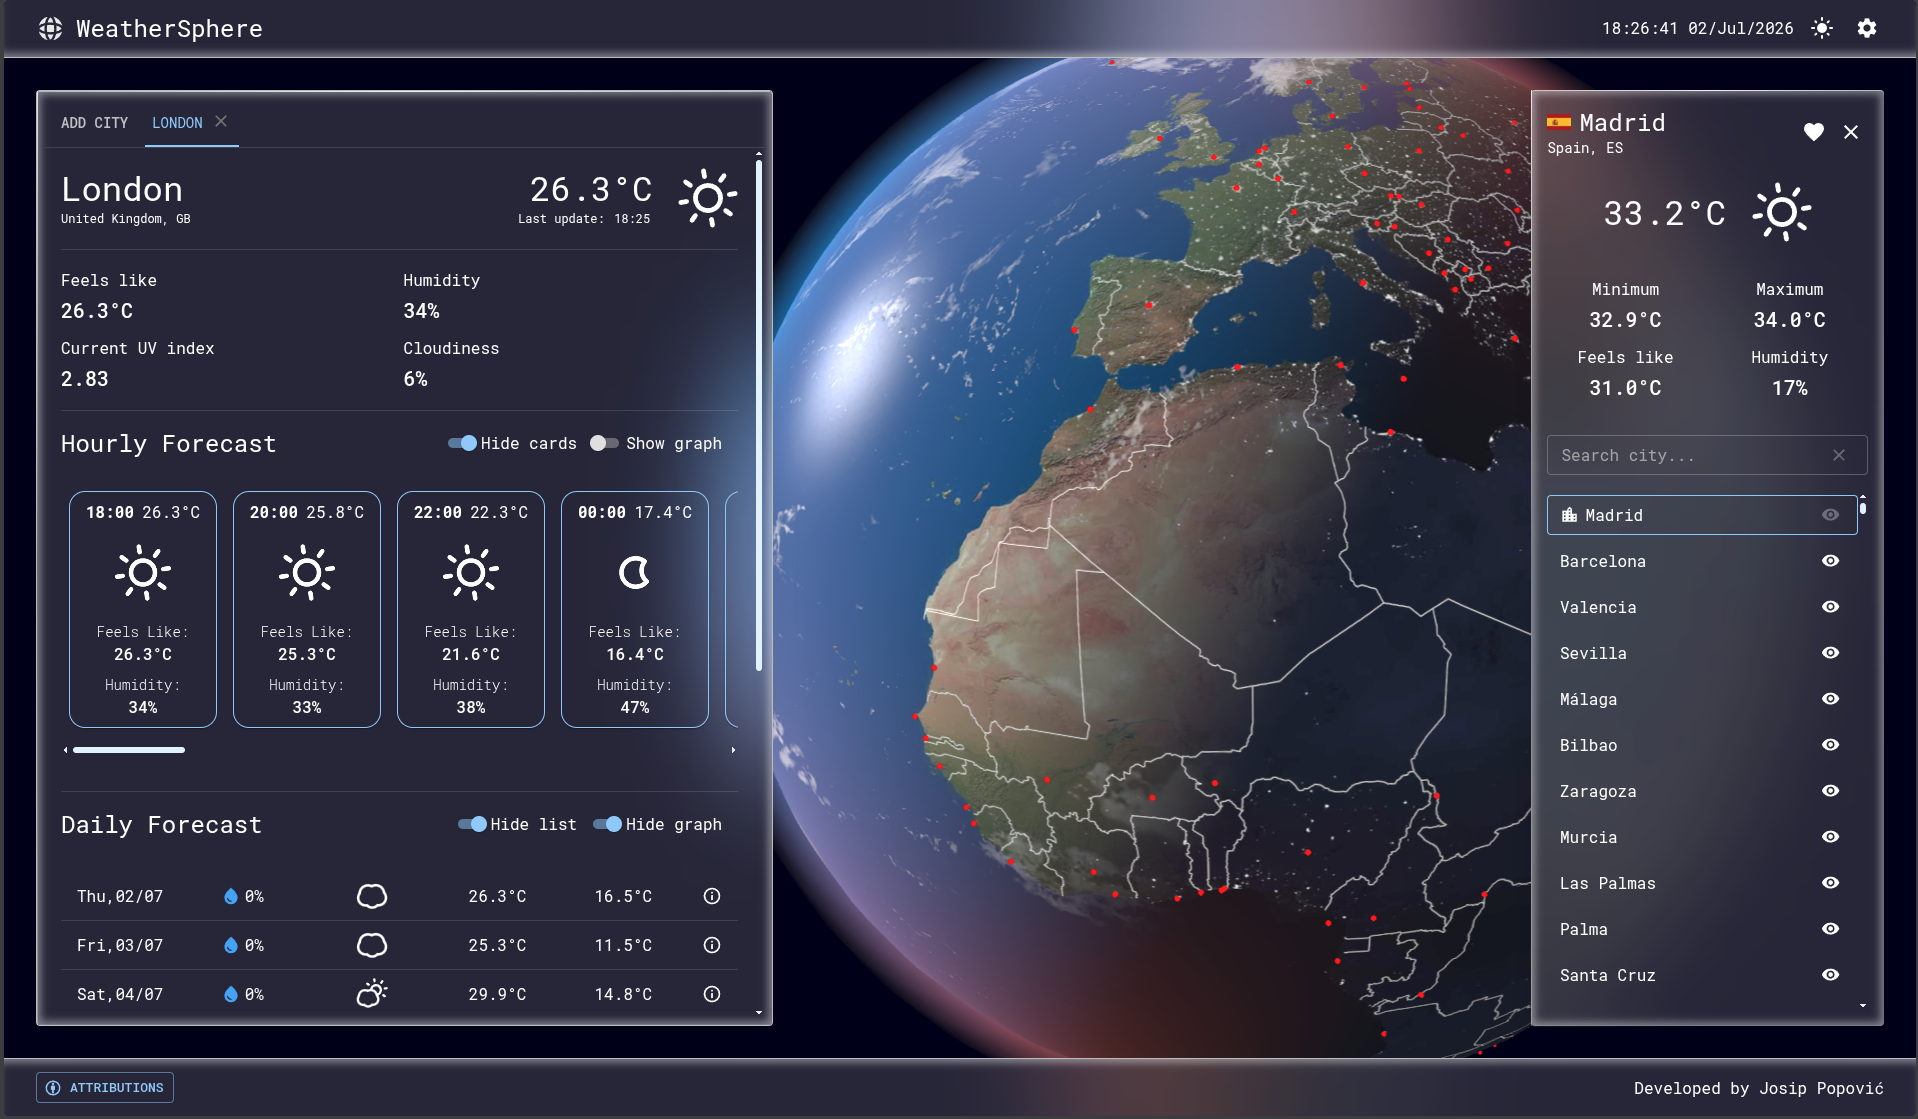 WeatherSphere
18:26:41 02/Jul/2026
ADD CITY
LONDON
London
United Kingdom, GB
26.3°C
Last update: 18:25
Feels like
26.3°C
Humidity
34%
Current UV index
2.83
Cloudiness
6%
Hourly Forecast
Hide cards
Show graph
18:00 26.3°C
Feels Like:
26.3°C
Humidity:
34%
20:00 25.8°C
Feels Like:
25.3°C
Humidity:
33%
22:00 22.3°C
Feels Like:
21.6°C
Humidity:
38%
00:00 17.4°C
Feels Like:
16.4°C
Humidity:
47%
Daily Forecast
Hide list
Hide graph
Thu,02/07 0% 26.3°C 16.5°C
Fri,03/07 0% 25.3°C 11.5°C
Sat,04/07 0% 29.9°C 14.8°C
Madrid
Spain, ES
33.2°C
Minimum
32.9°C
Maximum
34.0°C
Feels like
31.0°C
Humidity
17%
Search city...
Madrid
Barcelona
Valencia
Sevilla
Málaga
Bilbao
Zaragoza
Murcia
Las Palmas
Palma
Santa Cruz
ATTRIBUTIONS
Developed by Josip Popović